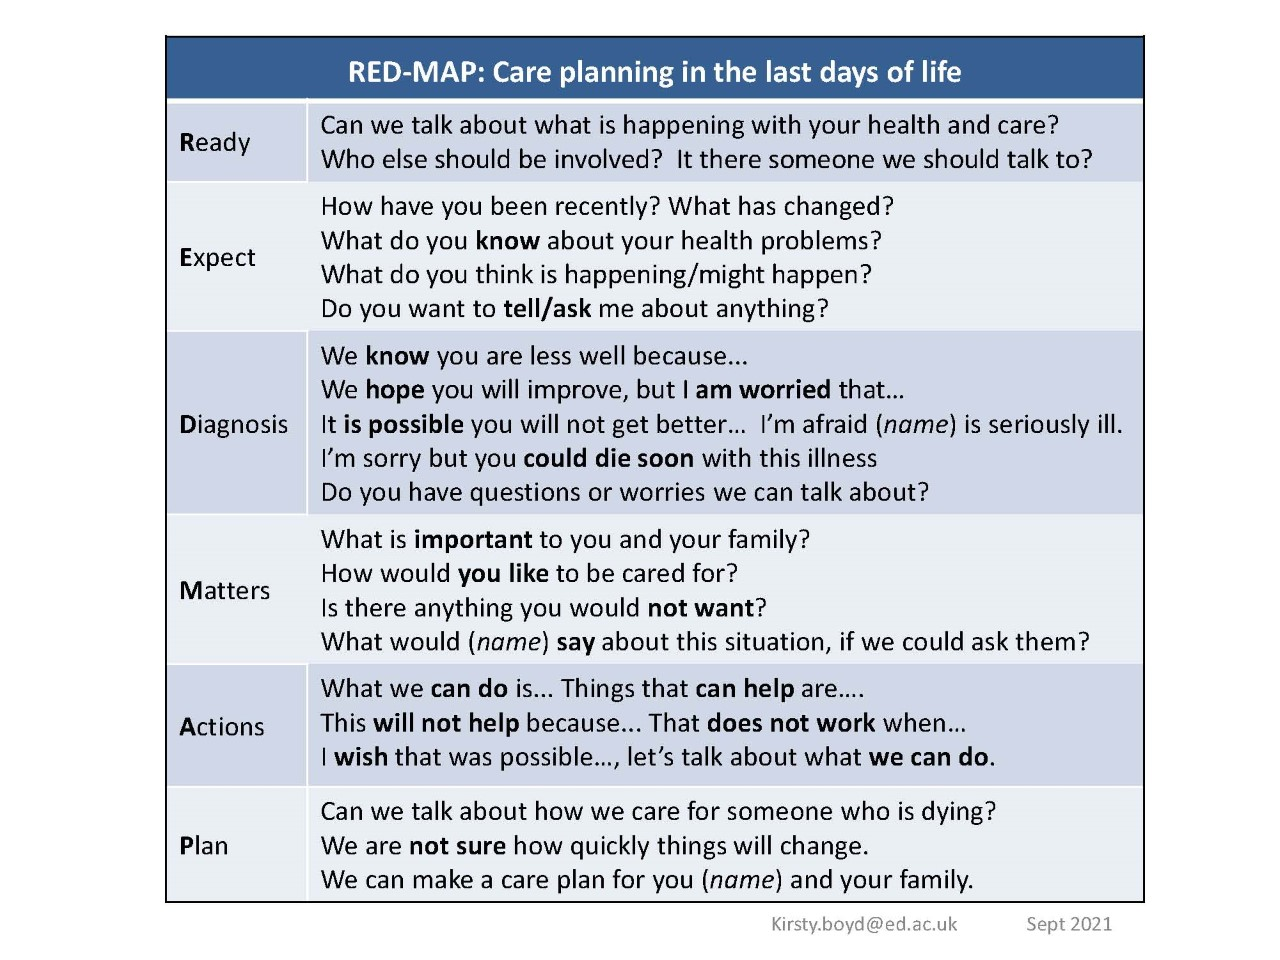 RED-MAP: Care planning in the last days of life
Ready
Can we talk about what is happening with your health and care?
Who else should be involved?  It there someone we should talk to?
Expect
How have you been recently? What has changed?
What do you know about your health problems?
What do you think is happening/might happen?
Do you want to tell/ask me about anything?
Diagnosis
We know you are less well because...
We hope you will improve, but I am worried that...
It is possible you will not get better...  I'm afraid (name) is seriously ill.
I'm sorry but you could die soon with this illness
Do you have questions or worries we can talk about?
Matters
What is important to you and your family?
How would you like to be cared for?
Is there anything you would not want?
What would (name) say about this situation, if we could ask them?
Actions
What we can do is... Things that can help are....
This will not help because... That does not work when...
I wish that was possible..., let's talk about what we can do.
Plan
Can we talk about how we care for someone who is dying?
We are not sure how quickly things will change.
We can make a care plan for you (name) and your family.
Kirsty.boyd@ed.ac.uk Sept 2021